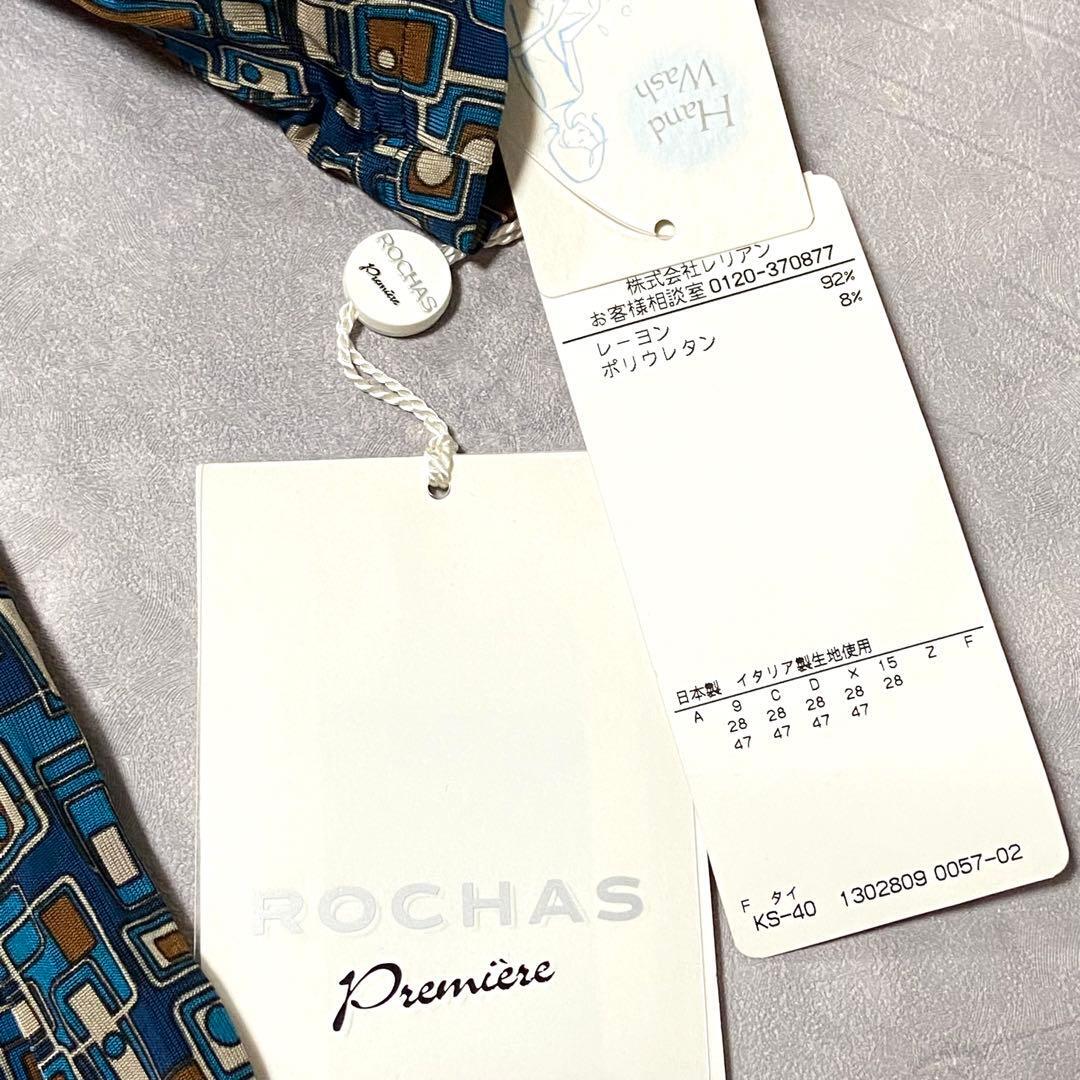 Hand
Wash
ROCHAS
Première
株式会社レリアン
お客様相談室 0120-370877
レーヨン 92%
ポリウレタン 8%
日本製 イタリア製生地使用
A 9 C D X 15 Z F
28 28 28 28 28
47 47 47 47
F タイ
KS-40 1302809 0057-02
ROCHAS
Première